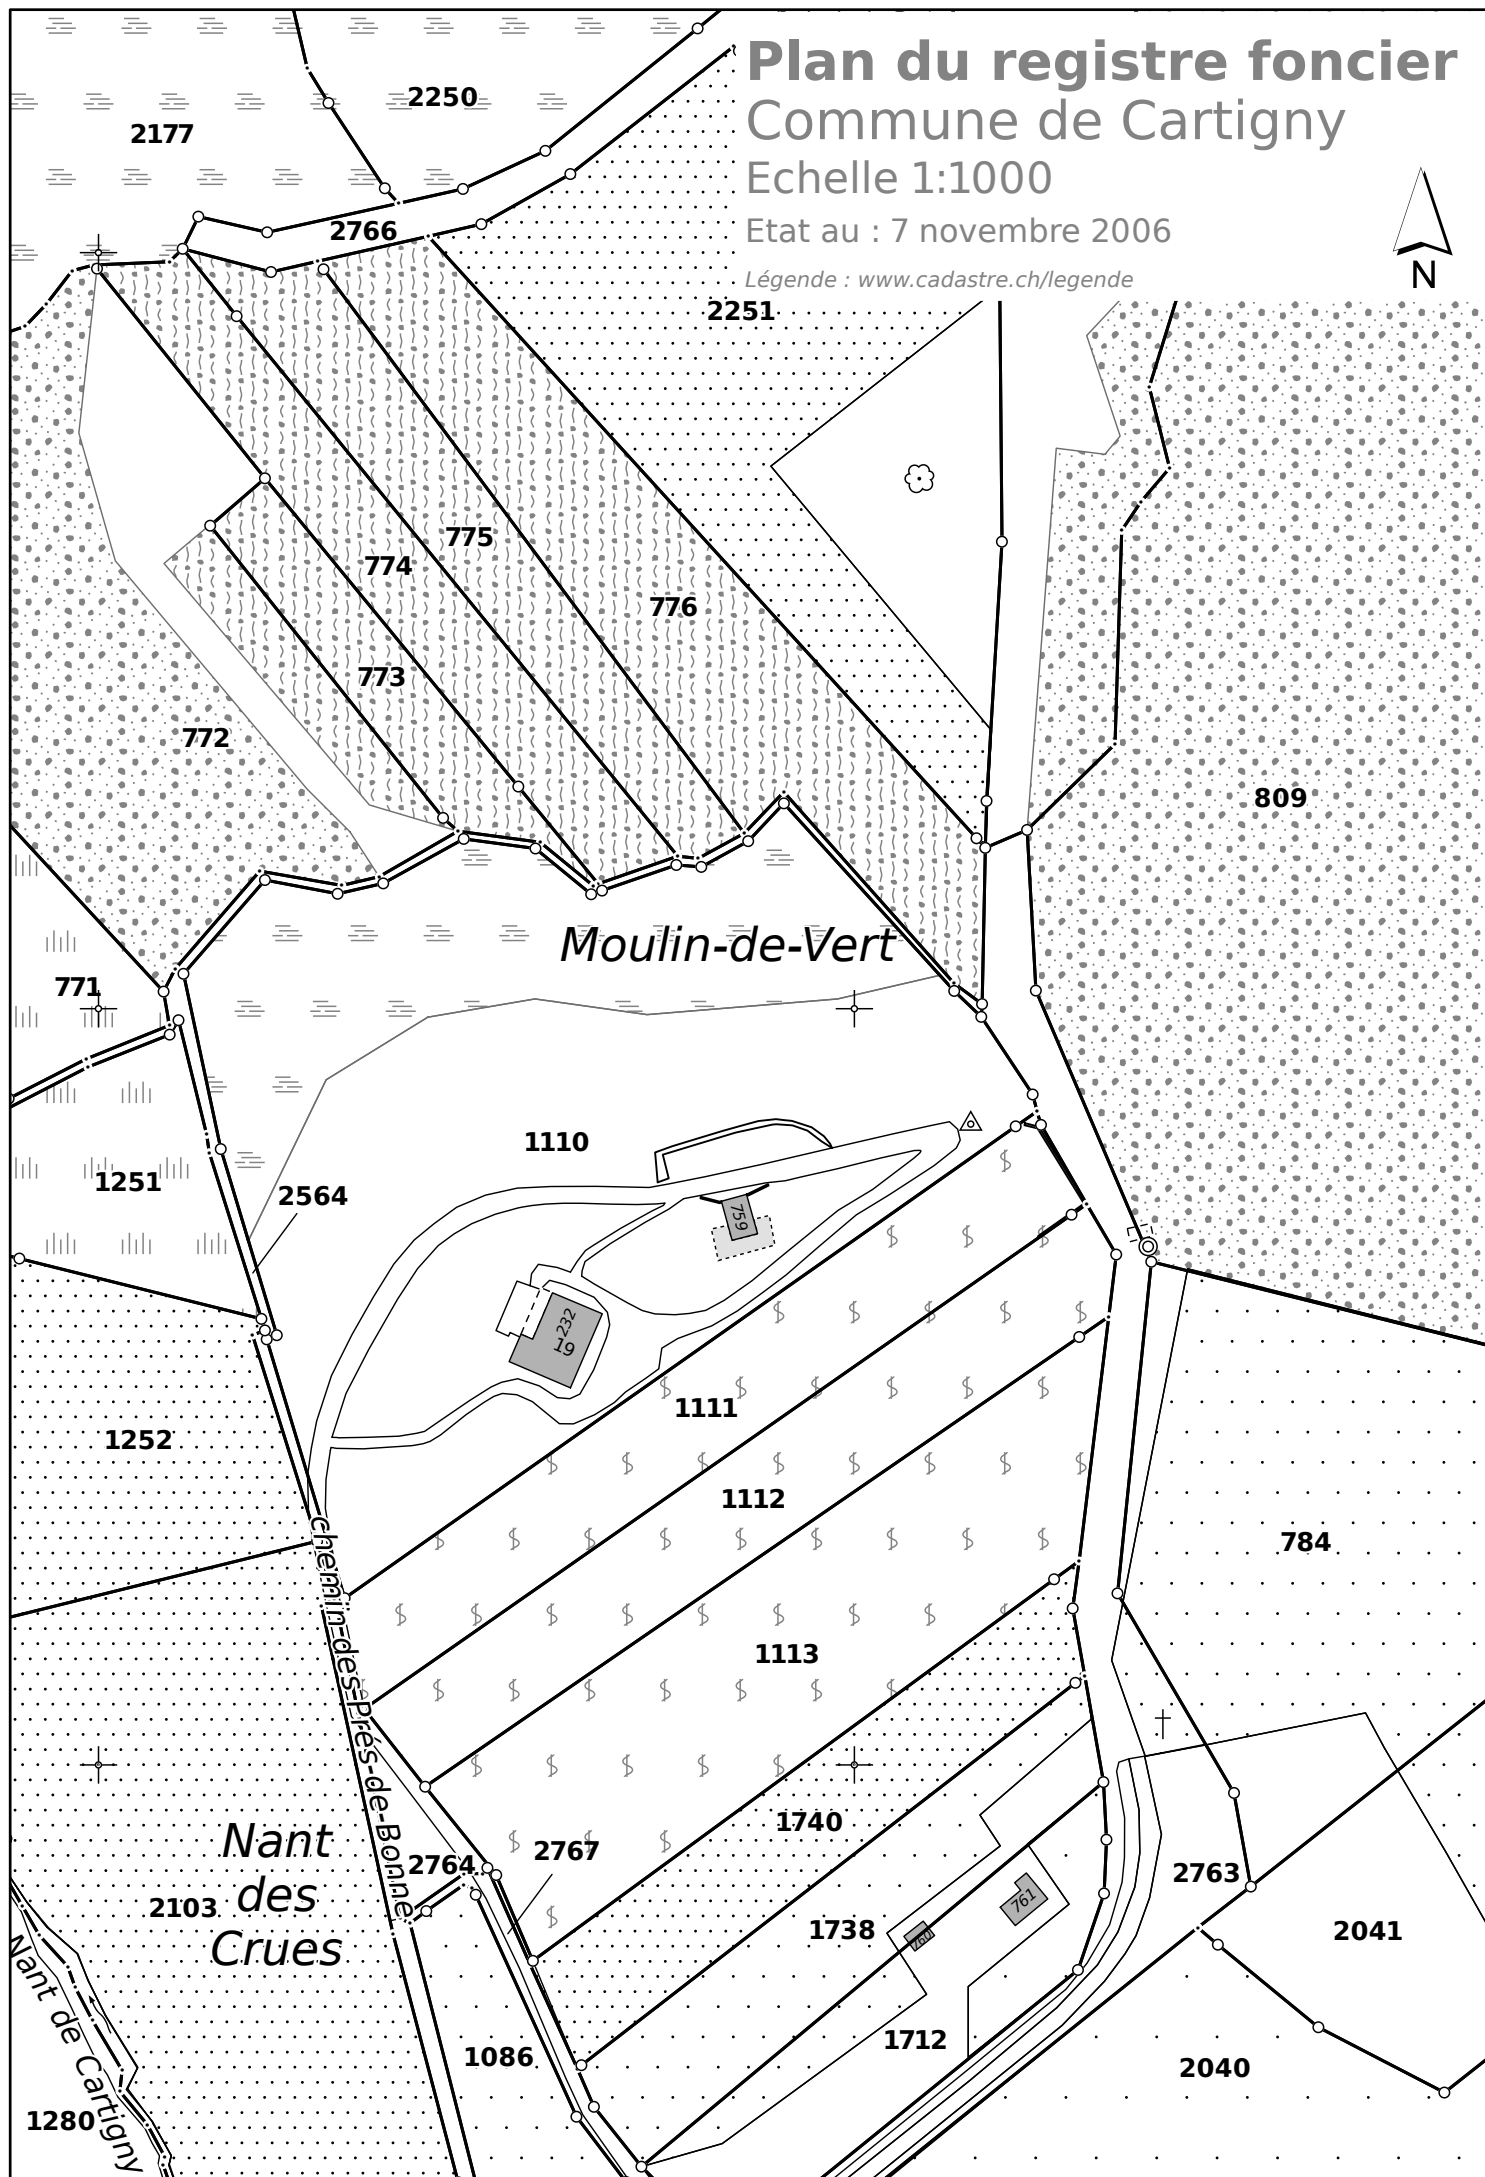 Plan du registre foncier
Commune de Cartigny
Echelle 1:1000
Etat au : 7 novembre 2006
Légende : www.cadastre.ch/legende
N
2250
2177
2766
2251
775
774
776
773
772
809
Moulin-de-Vert
771
1110
1251
2564
759
232
19
1111
1252
1112
784
1113
chemin-des-Prés-de-Bonne
1740
Nant
des
Crues
2767
2764
2763
2103
761
760
1738
2041
1712
1086
2040
Nant de Cartigny
1280